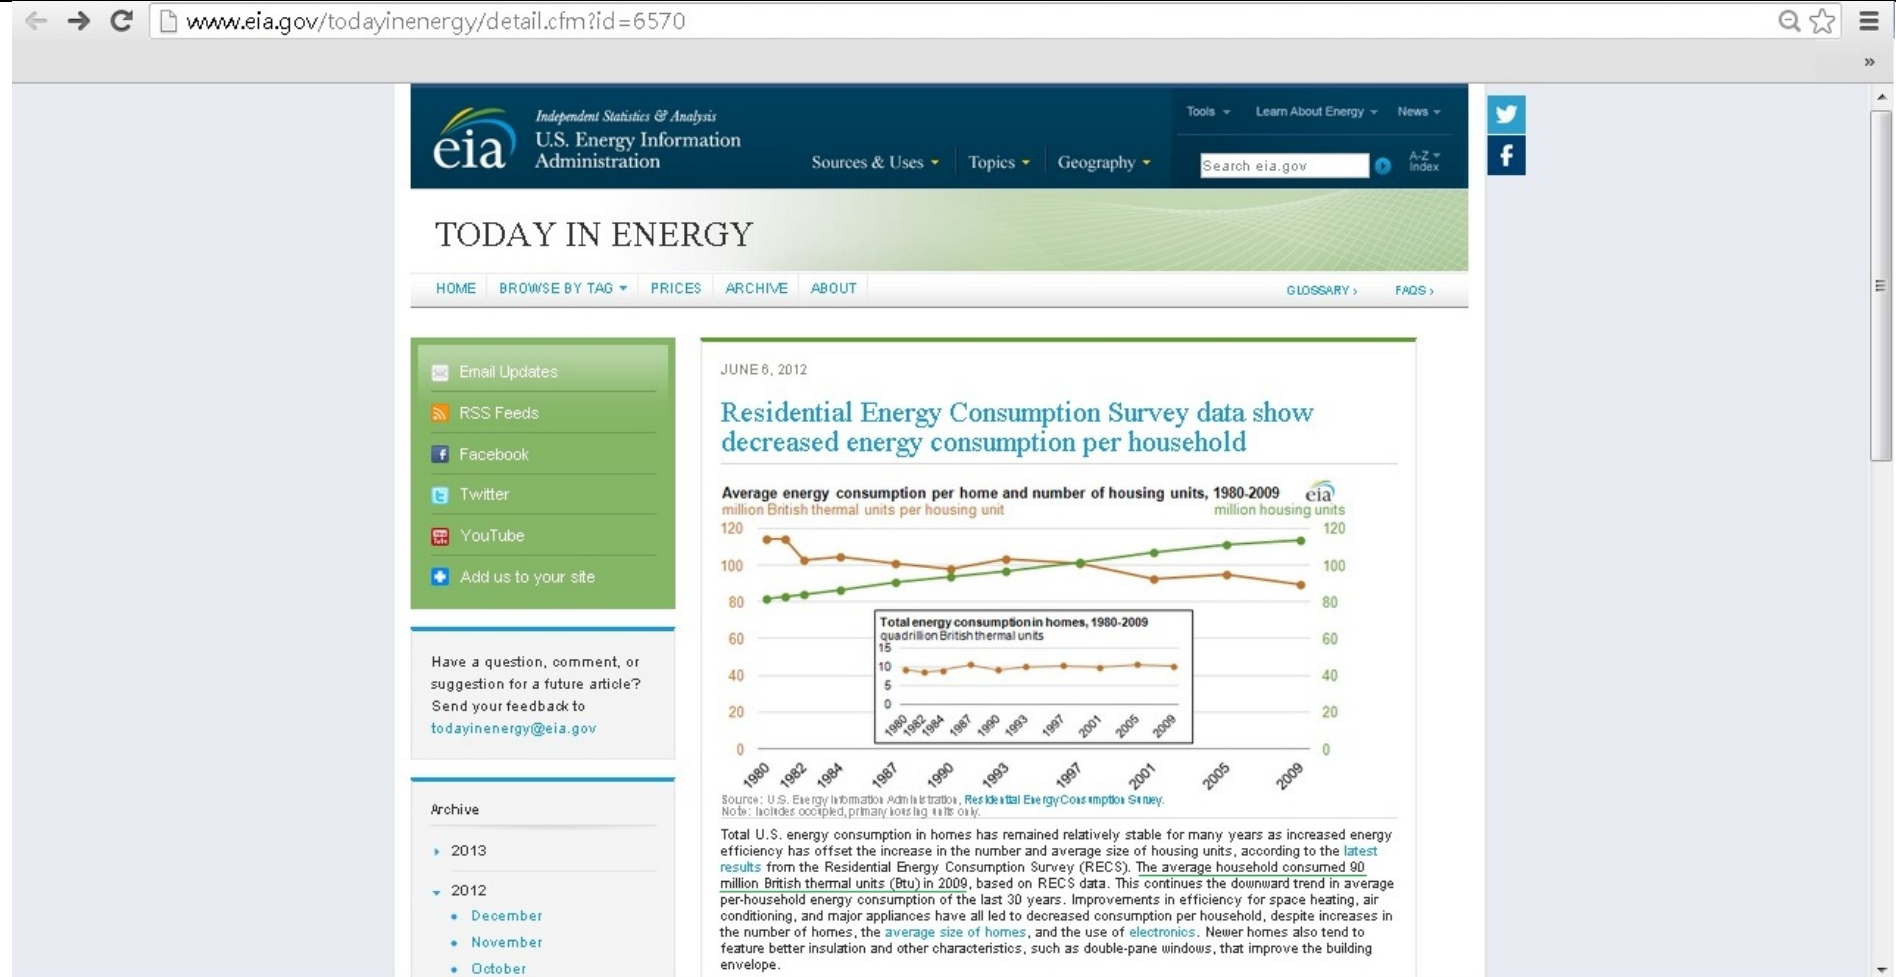 www.eia.gov/todayinenergy/detail.cfm?id=6570
»
eia
Independent Statistics & Analysis
U.S. Energy Information
Administration
Sources & Uses
Topics
Geography
Tools
Learn About Energy
News
Search eia.gov
A-Z
Index
TODAY IN ENERGY
HOME
BROWSE BY TAG
PRICES
ARCHIVE
ABOUT
GLOSSARY ›
FAQS ›
Email Updates
RSS Feeds
Facebook
Twitter
YouTube
Add us to your site
Have a question, comment, or
suggestion for a future article?
Send your feedback to
todayinenergy@eia.gov
Archive
2013
2012
December
November
October
JUNE 6, 2012
Residential Energy Consumption Survey data show
decreased energy consumption per household
Average energy consumption per home and number of housing units, 1980-2009
eia
million British thermal units per housing unit
million housing units
120
100
80
60
40
20
0
120
100
80
60
40
20
0
Total energy consumption in homes, 1980-2009
quadrillion British thermal units
15
10
5
0
1980 1982 1984 1987 1990 1993 1997 2001 2005 2009
1980 1982 1984 1987 1990 1993 1997 2001 2005 2009
Source: U.S. Energy Information Administration, Residential Energy Consumption Survey.
Note: Includes occupied, primary housing units only.
Total U.S. energy consumption in homes has remained relatively stable for many years as increased energy
efficiency has offset the increase in the number and average size of housing units, according to the latest
results from the Residential Energy Consumption Survey (RECS). The average household consumed 90
million British thermal units (Btu) in 2009, based on RECS data. This continues the downward trend in average
per-household energy consumption of the last 30 years. Improvements in efficiency for space heating, air
conditioning, and major appliances have all led to decreased consumption per household, despite increases in
the number of homes, the average size of homes, and the use of electronics. Newer homes also tend to
feature better insulation and other characteristics, such as double-pane windows, that improve the building
envelope.